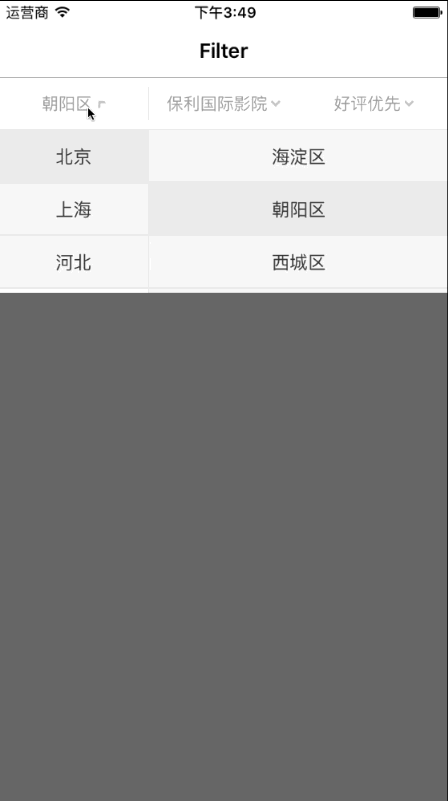 运营商 下午3:49
Filter
朝阳区 保利国际影院 好评优先
北京 海淀区
上海 朝阳区
河北 西城区